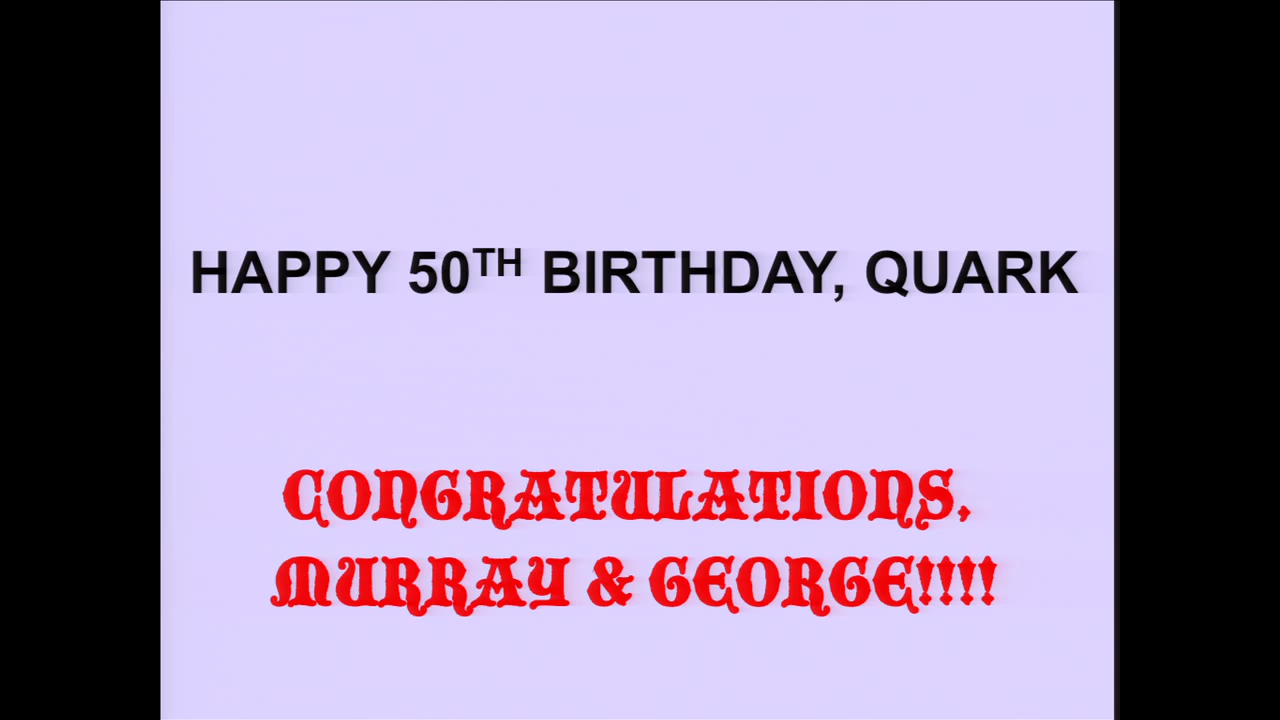 HAPPY 50TH BIRTHDAY, QUARK
CONGRATULATIONS,
MURRAY & GEORGE!!!!